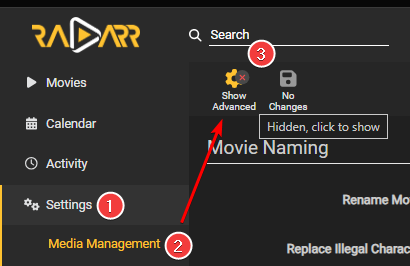 RADARR
Search
3
Movies
Show
Advanced
No
Changes
Calendar
Hidden, click to show
Movie Naming
Activity
Settings 1
Rename Mo
Media Management 2
Replace Illegal Charac